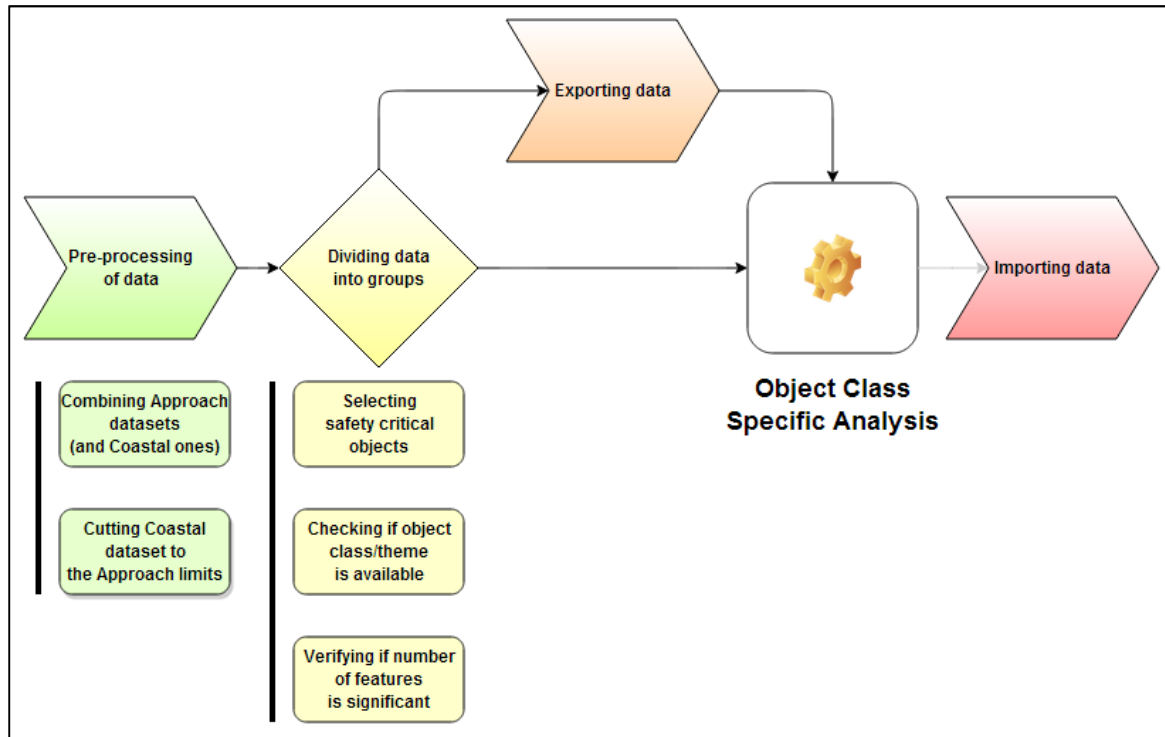 Exporting data
Pre-processing
of data
Dividing data
into groups
Importing data
Object Class
Specific Analysis
Combining Approach
datasets
(and Coastal ones)
Cutting Coastal
dataset to
the Approach limits
Selecting
safety critical
objects
Checking if object
class/theme
is available
Verifying if number
of features
is significant